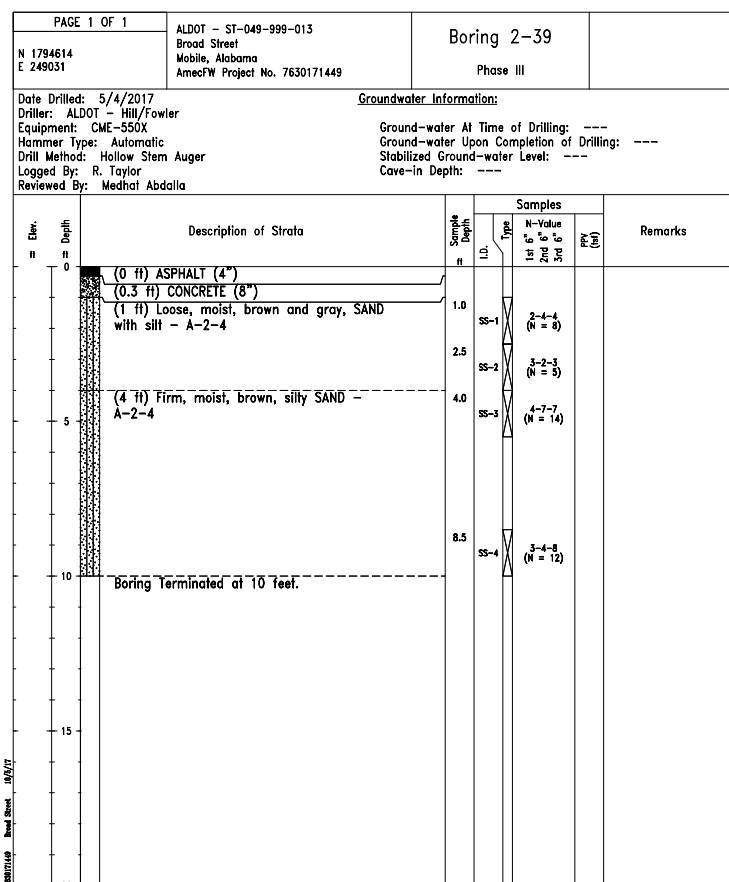 PAGE 1 OF 1
N 1794614
E 249031
ALDOT - ST-049-999-013
Broad Street
Mobile, Alabama
AmecFW Project No. 7630171449
Boring 2-39
Phase III
Date Drilled: 5/4/2017
Driller: ALDOT - Hill/Fowler
Equipment: CME-550X
Hammer Type: Automatic
Drill Method: Hollow Stem Auger
Logged By: R. Taylor
Reviewed By: Medhat Abdalla
Groundwater Information:
Ground-water At Time of Drilling: ---
Ground-water Upon Completion of Drilling: ---
Stabilized Ground-water Level: ---
Cave-in Depth: ---
Elev.
ft
Depth
ft
Description of Strata
Sample
Depth
ft
Samples
I.D.
Type
N-Value
1st 6"
2nd 6"
3rd 6"
PPV
(tsf)
Remarks
0
(0 ft) ASPHALT (4")
(0.3 ft) CONCRETE (8")
(1 ft) Loose, moist, brown and gray, SAND
with silt - A-2-4
1.0
SS-1
2-4-4
(N = 8)
2.5
SS-2
3-2-3
(N = 5)
(4 ft) Firm, moist, brown, silty SAND -
A-2-4
4.0
SS-3
4-7-7
(N = 14)
5
8.5
SS-4
3-4-8
(N = 12)
10
Boring Terminated at 10 feet.
15
Broad Street 10/5/17